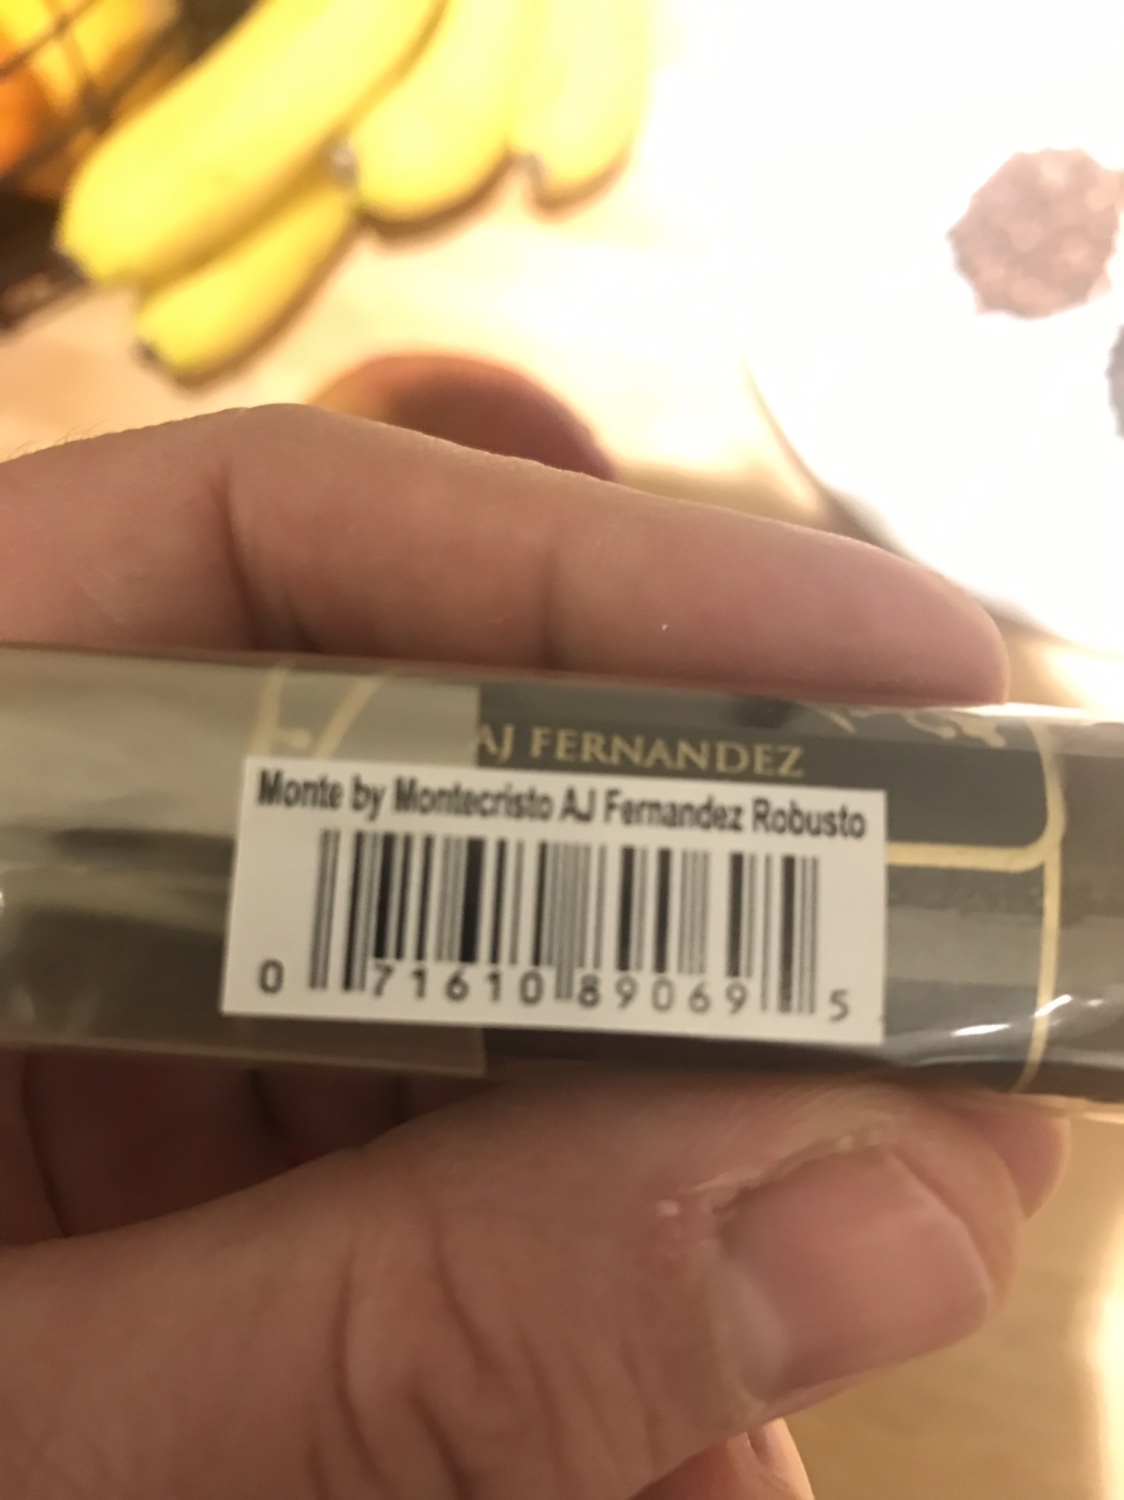 AJ FERNANDEZ
Monte by Montecristo AJ Fernandez Robusto
0 71610 89069 5